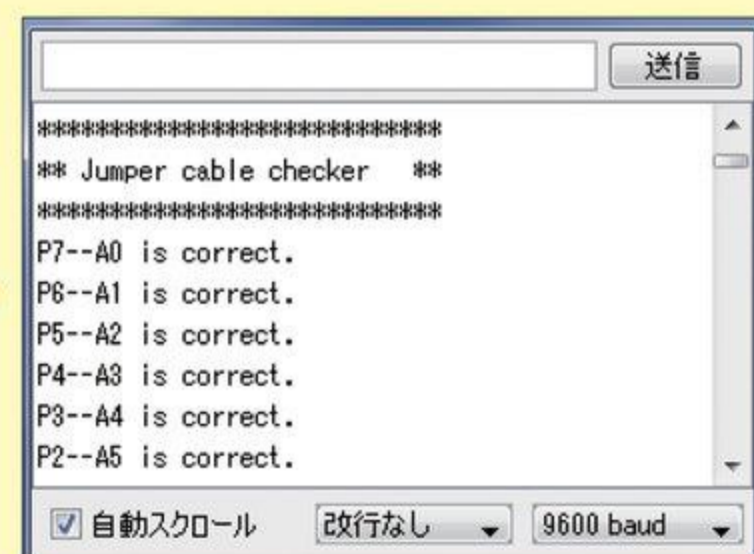 送信
****************************
** Jumper cable checker   **
****************************
P7--A0 is correct.
P6--A1 is correct.
P5--A2 is correct.
P4--A3 is correct.
P3--A4 is correct.
P2--A5 is correct.
自動スクロール 改行なし 9600 baud